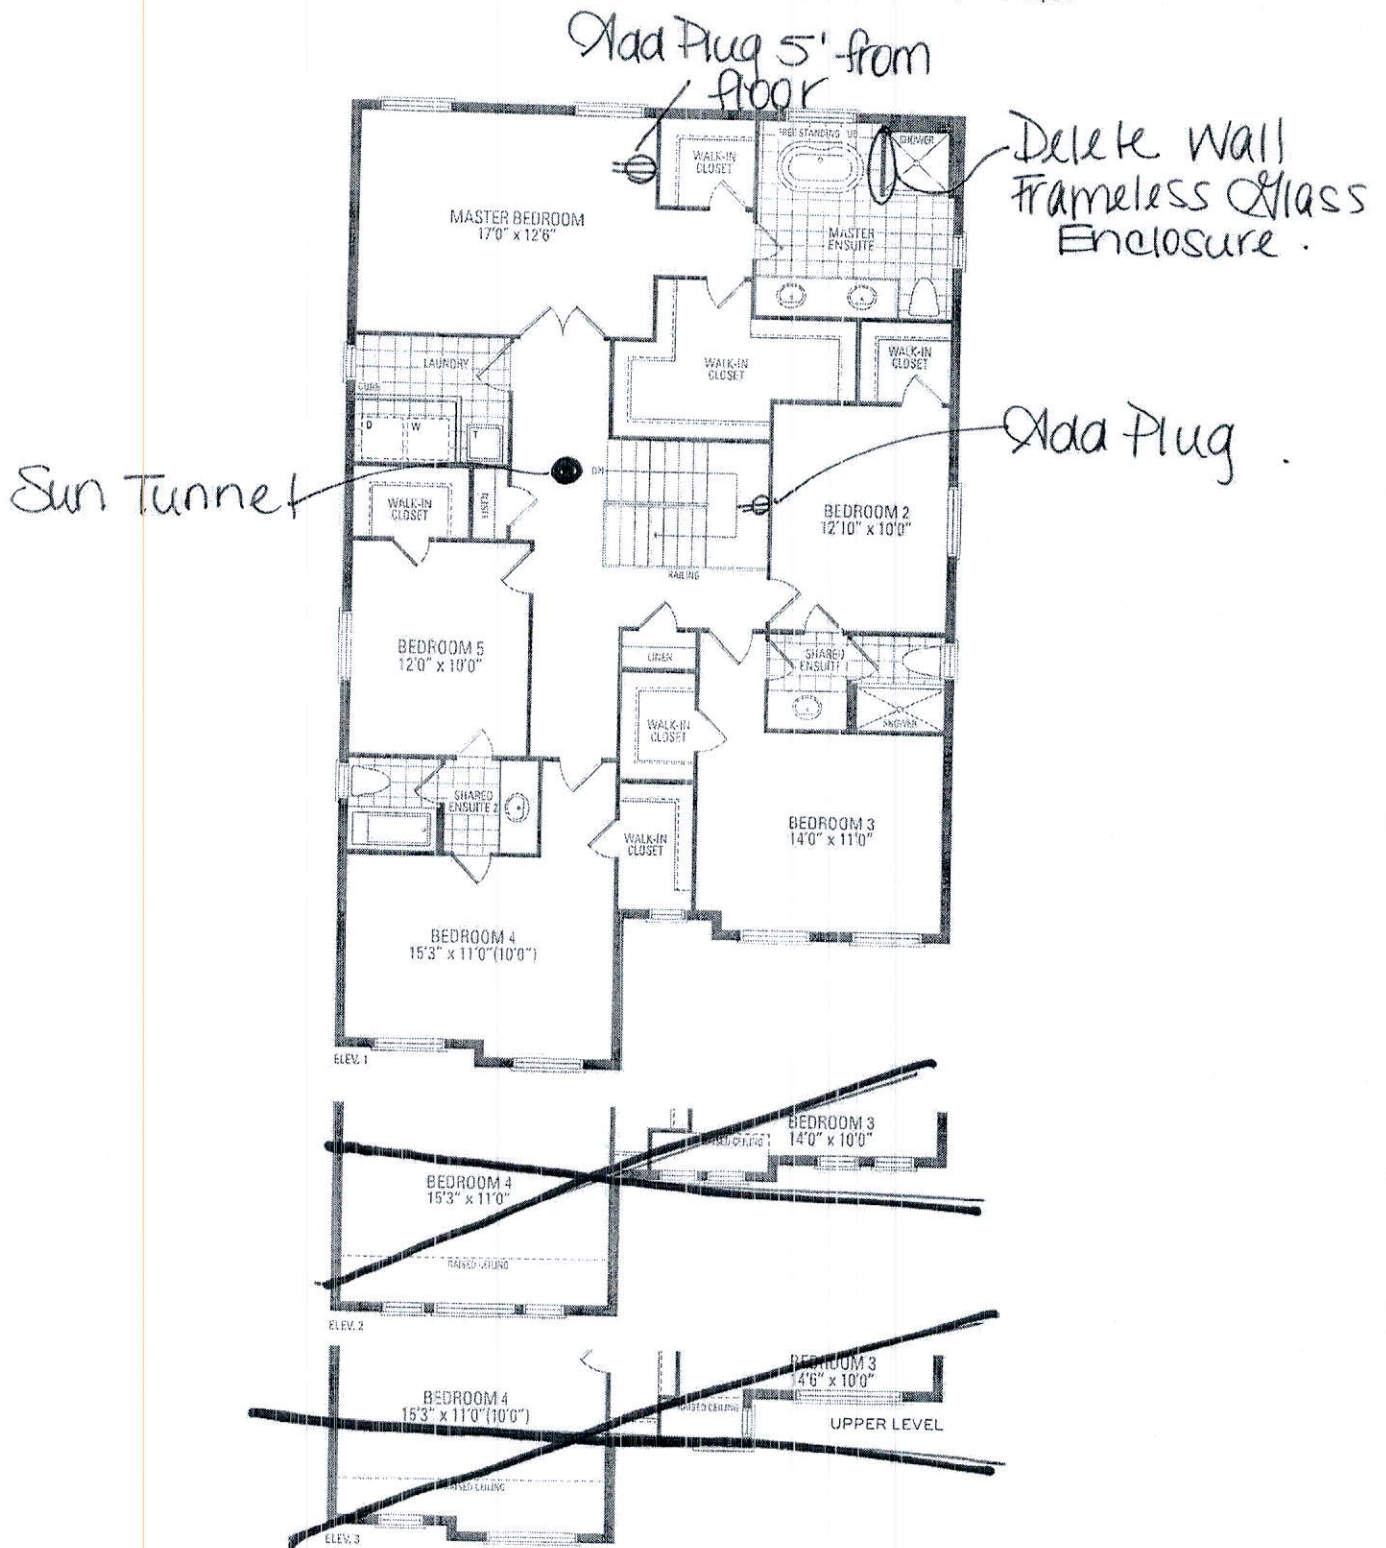 Add Plug 5' from
floor
Delete Wall
Frameless Glass
Enclosure .
FREE STANDING TUB
SHOWER
WALK-IN
CLOSET
MASTER BEDROOM
17'0" x 12'6"
MASTER
ENSUITE
LAUNDRY
WALK-IN
CLOSET
WALK-IN
CLOSET
D
W
T
Add Plug .
Sun Tunnel
DN
WALK-IN
CLOSET
BEDROOM 2
12'10" x 10'0"
RAILING
BEDROOM 5
12'0" x 10'0"
LINEN
SHARED
ENSUITE 1
SHOWER
WALK-IN
CLOSET
SHARED
ENSUITE 2
WALK-IN
CLOSET
BEDROOM 3
14'0" x 11'0"
BEDROOM 4
15'3" x 11'0"(10'0")
ELEV. 1
BEDROOM 3
14'0" x 10'0"
RAISED CEILING
BEDROOM 4
15'3" x 11'0"
RAISED CEILING
ELEV. 2
BEDROOM 3
14'6" x 10'0"
BEDROOM 4
15'3" x 11'0"(10'0")
RAISED CEILING
UPPER LEVEL
RAISED CEILING
ELEV. 3